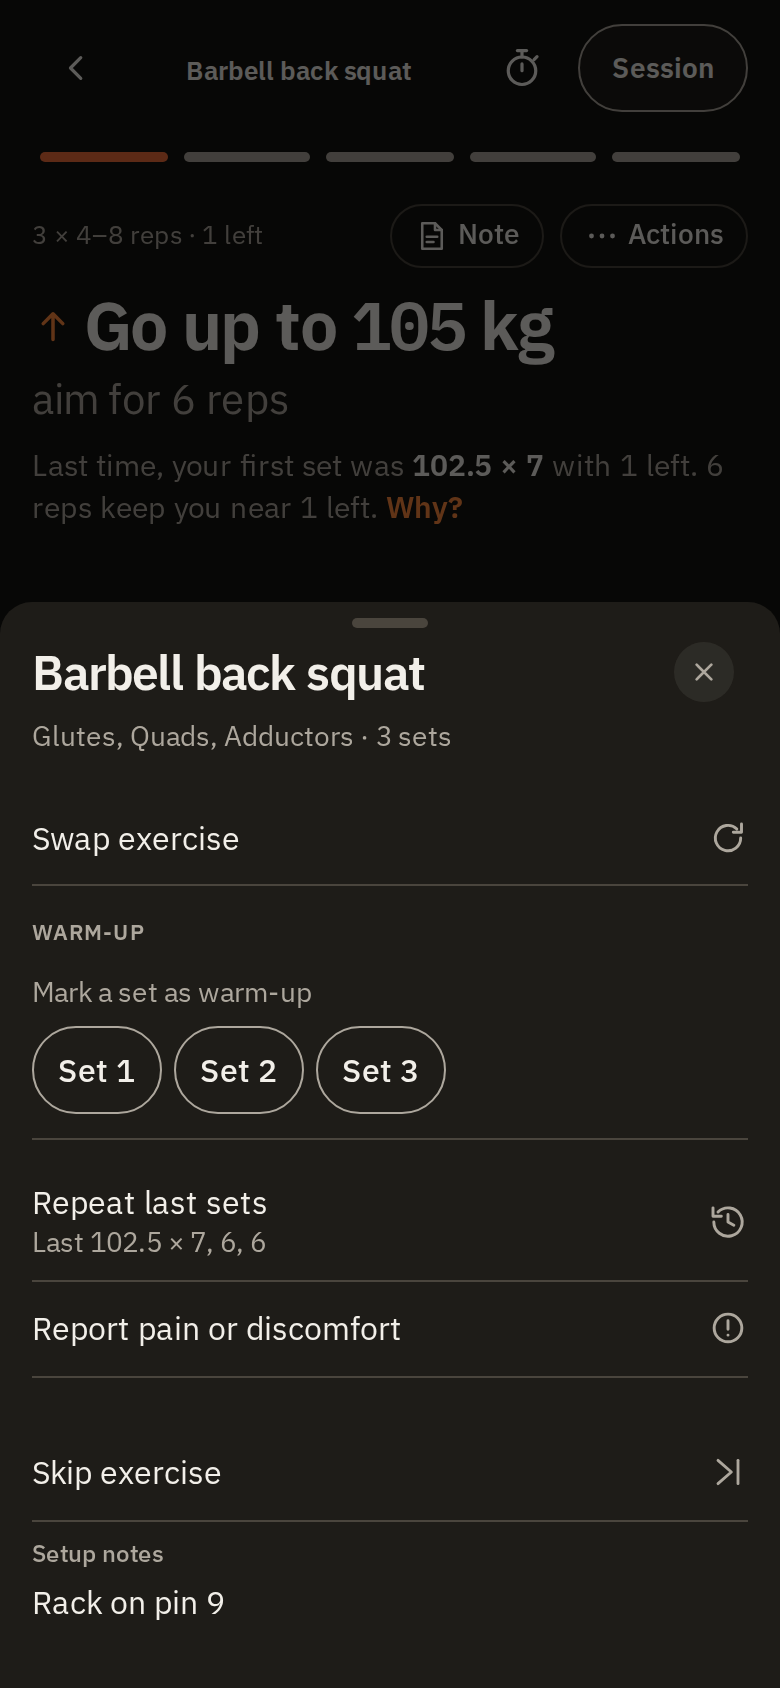 Barbell back squat
Session
3 × 4–8 reps · 1 left
Note
Actions
↑ Go up to 105 kg
aim for 6 reps
Last time, your first set was 102.5 × 7 with 1 left. 6
reps keep you near 1 left. Why?
Barbell back squat
Glutes, Quads, Adductors · 3 sets
Swap exercise
WARM-UP
Mark a set as warm-up
Set 1
Set 2
Set 3
Repeat last sets
Last 102.5 × 7, 6, 6
Report pain or discomfort
Skip exercise
Setup notes
Rack on pin 9